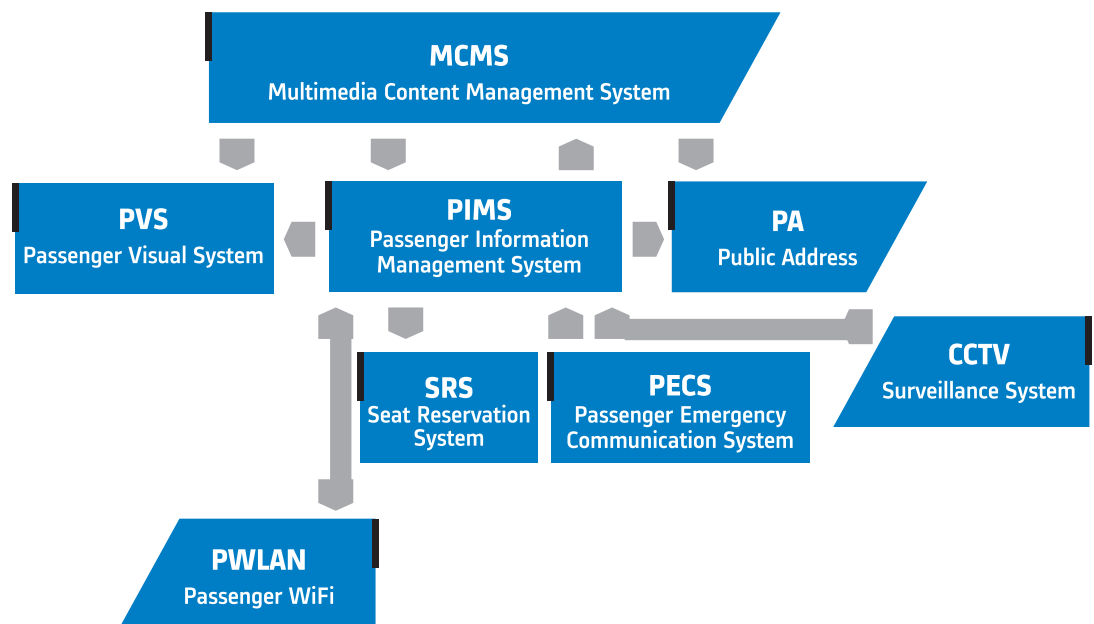 MCMS
Multimedia Content Management System
PVS
Passenger Visual System
PIMS
Passenger Information
Management System
PA
Public Address
SRS
Seat Reservation
System
PECS
Passenger Emergency
Communication System
CCTV
Surveillance System
PWLAN
Passenger WiFi